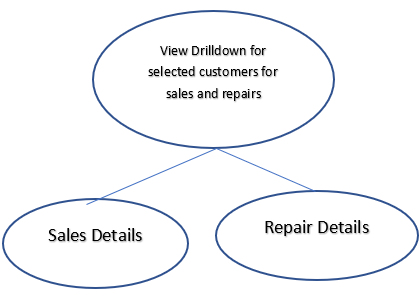 View Drilldown for
selected customers for
sales and repairs
Sales Details
Repair Details